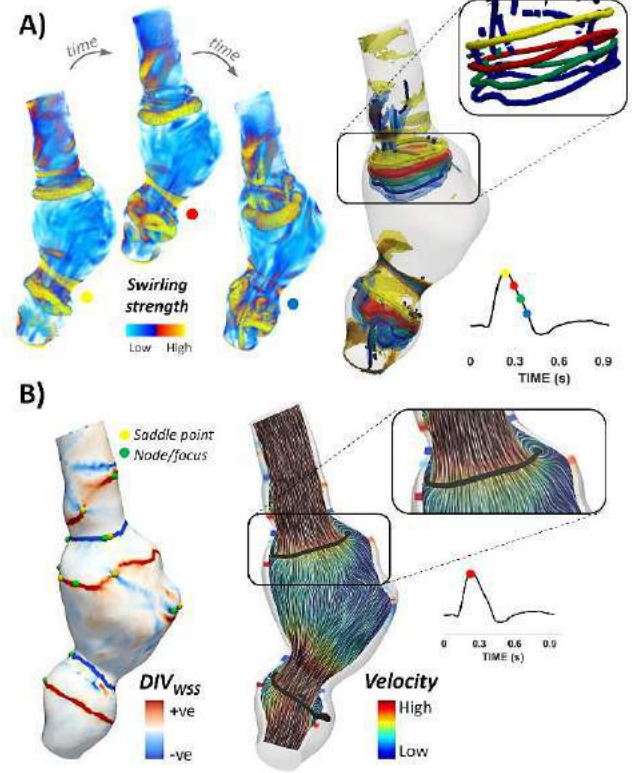 A)
time
time
Swirling
strength
Low High
0 0.3 0.6 0.9
TIME (s)
B)
Saddle point
Node/focus
DIVWSS
+ve
-ve
Velocity
High
Low
0 0.3 0.6 0.9
TIME (s)